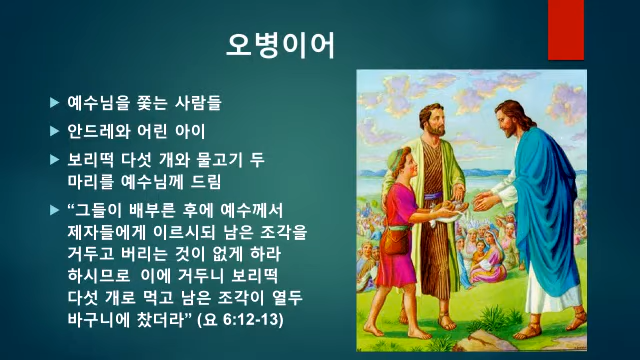 오병이어
예수님을 쫓는 사람들
안드레와 어린 아이
보리떡 다섯 개와 물고기 두
마리를 예수님께 드림
“그들이 배부른 후에 예수께서
제자들에게 이르시되 남은 조각을
거두고 버리는 것이 없게 하라
하시므로 이에 거두니 보리떡
다섯 개로 먹고 남은 조각이 열두
바구니에 찼더라” (요 6:12-13)